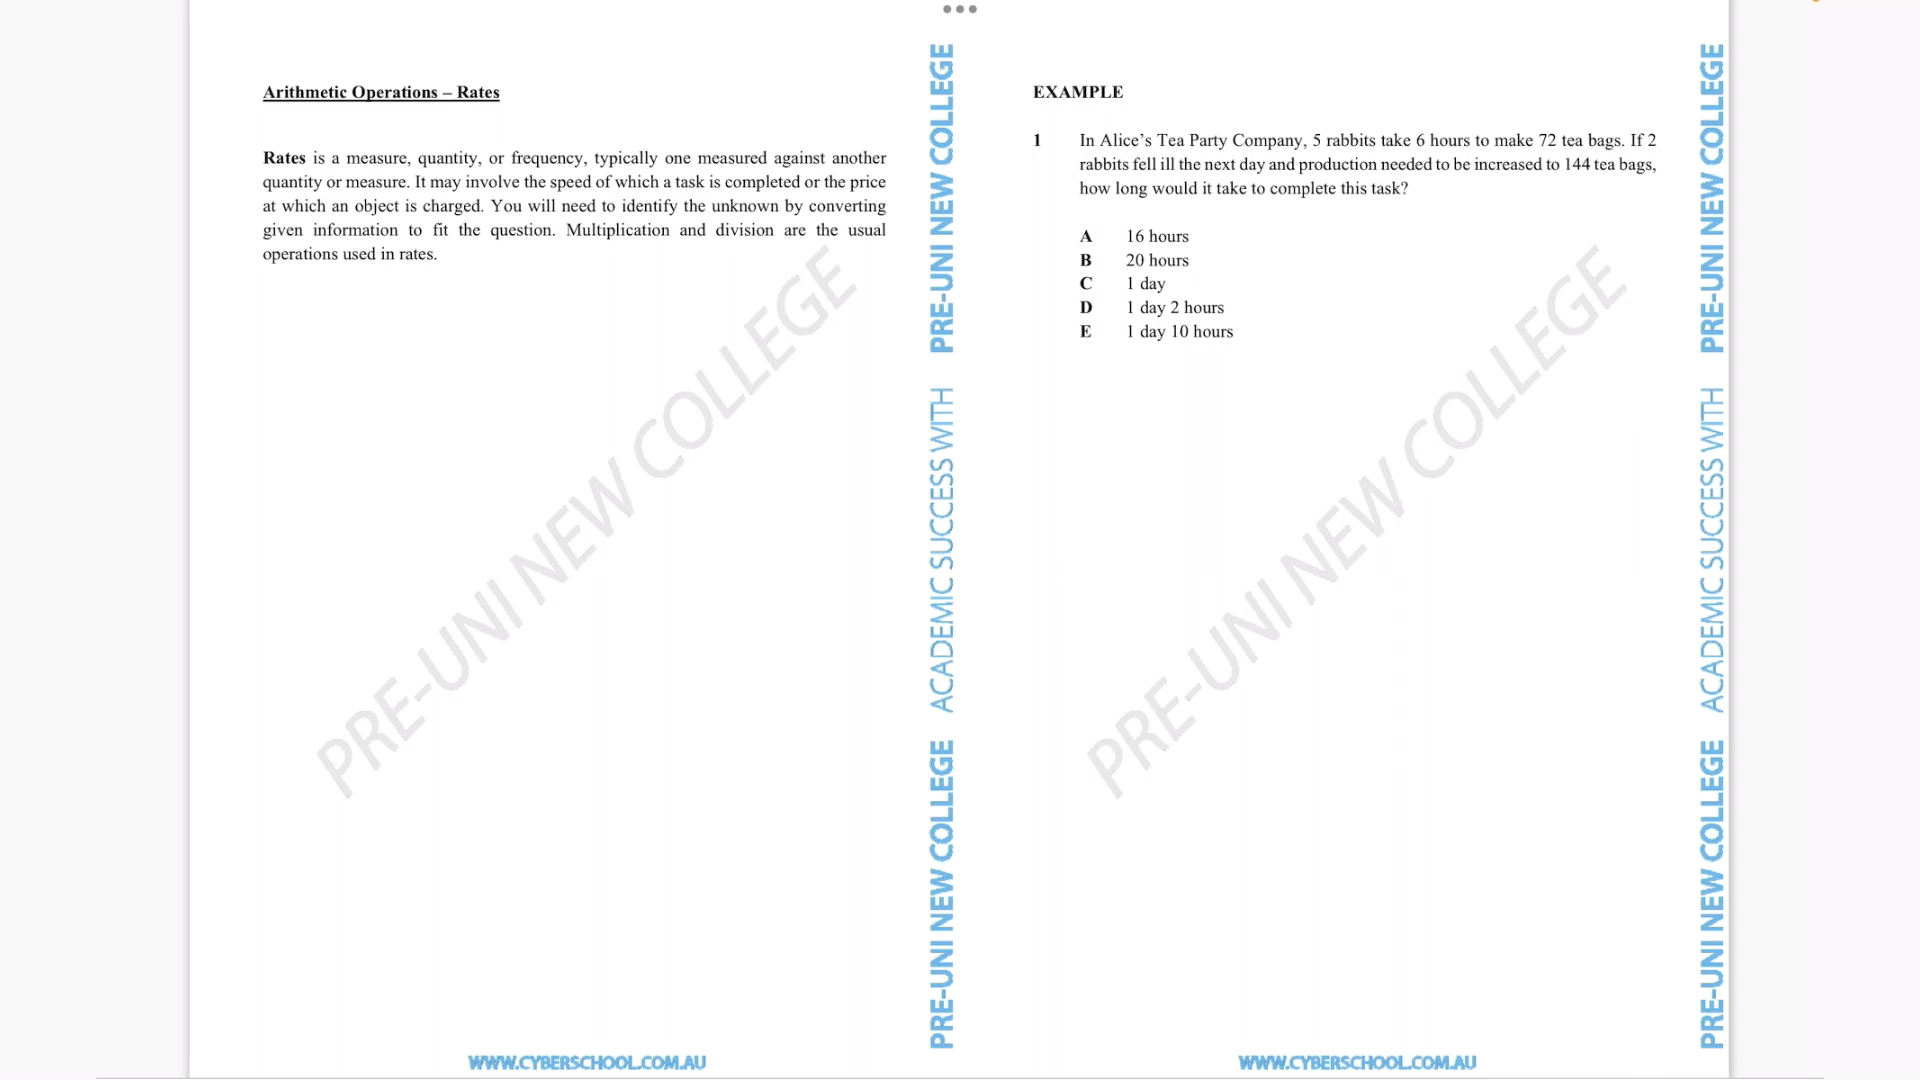 Arithmetic Operations – Rates
Rates is a measure, quantity, or frequency, typically one measured against another
quantity or measure. It may involve the speed of which a task is completed or the price
at which an object is charged. You will need to identify the unknown by converting
given information to fit the question. Multiplication and division are the usual
operations used in rates.
PRE-UNI NEW COLLEGE
PRE-UNI NEW COLLEGE ACADEMIC SUCCESS WITH PRE-UNI NEW COLLEGE
WWW.CYBERSCHOOL.COM.AU
EXAMPLE
1 In Alice’s Tea Party Company, 5 rabbits take 6 hours to make 72 tea bags. If 2
rabbits fell ill the next day and production needed to be increased to 144 tea bags,
how long would it take to complete this task?
A 16 hours
B 20 hours
C 1 day
D 1 day 2 hours
E 1 day 10 hours
PRE-UNI NEW COLLEGE
PRE-UNI NEW COLLEGE ACADEMIC SUCCESS WITH PRE-UNI NEW COLLEGE
WWW.CYBERSCHOOL.COM.AU